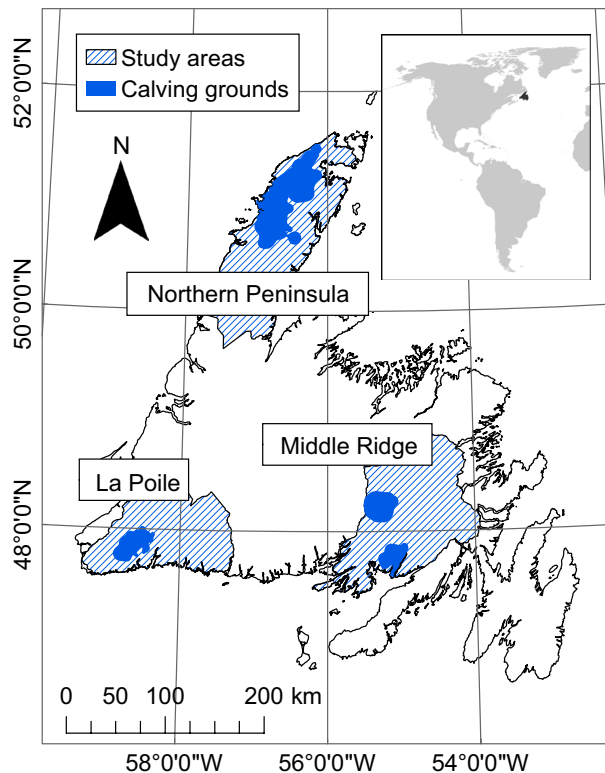 Study areas
Calving grounds
N
Northern Peninsula
Middle Ridge
La Poile
52°0'0"N
50°0'0"N
48°0'0"N
0 50 100 200 km
58°0'0"W 56°0'0"W 54°0'0"W